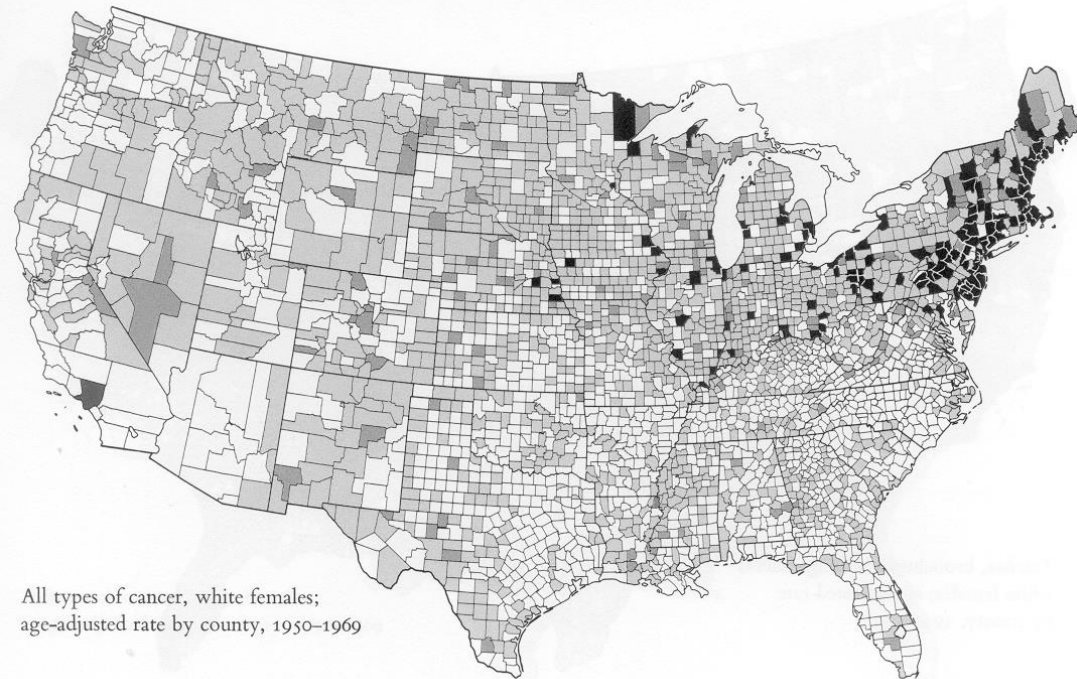 All types of cancer, white females;
age-adjusted rate by county, 1950–1969